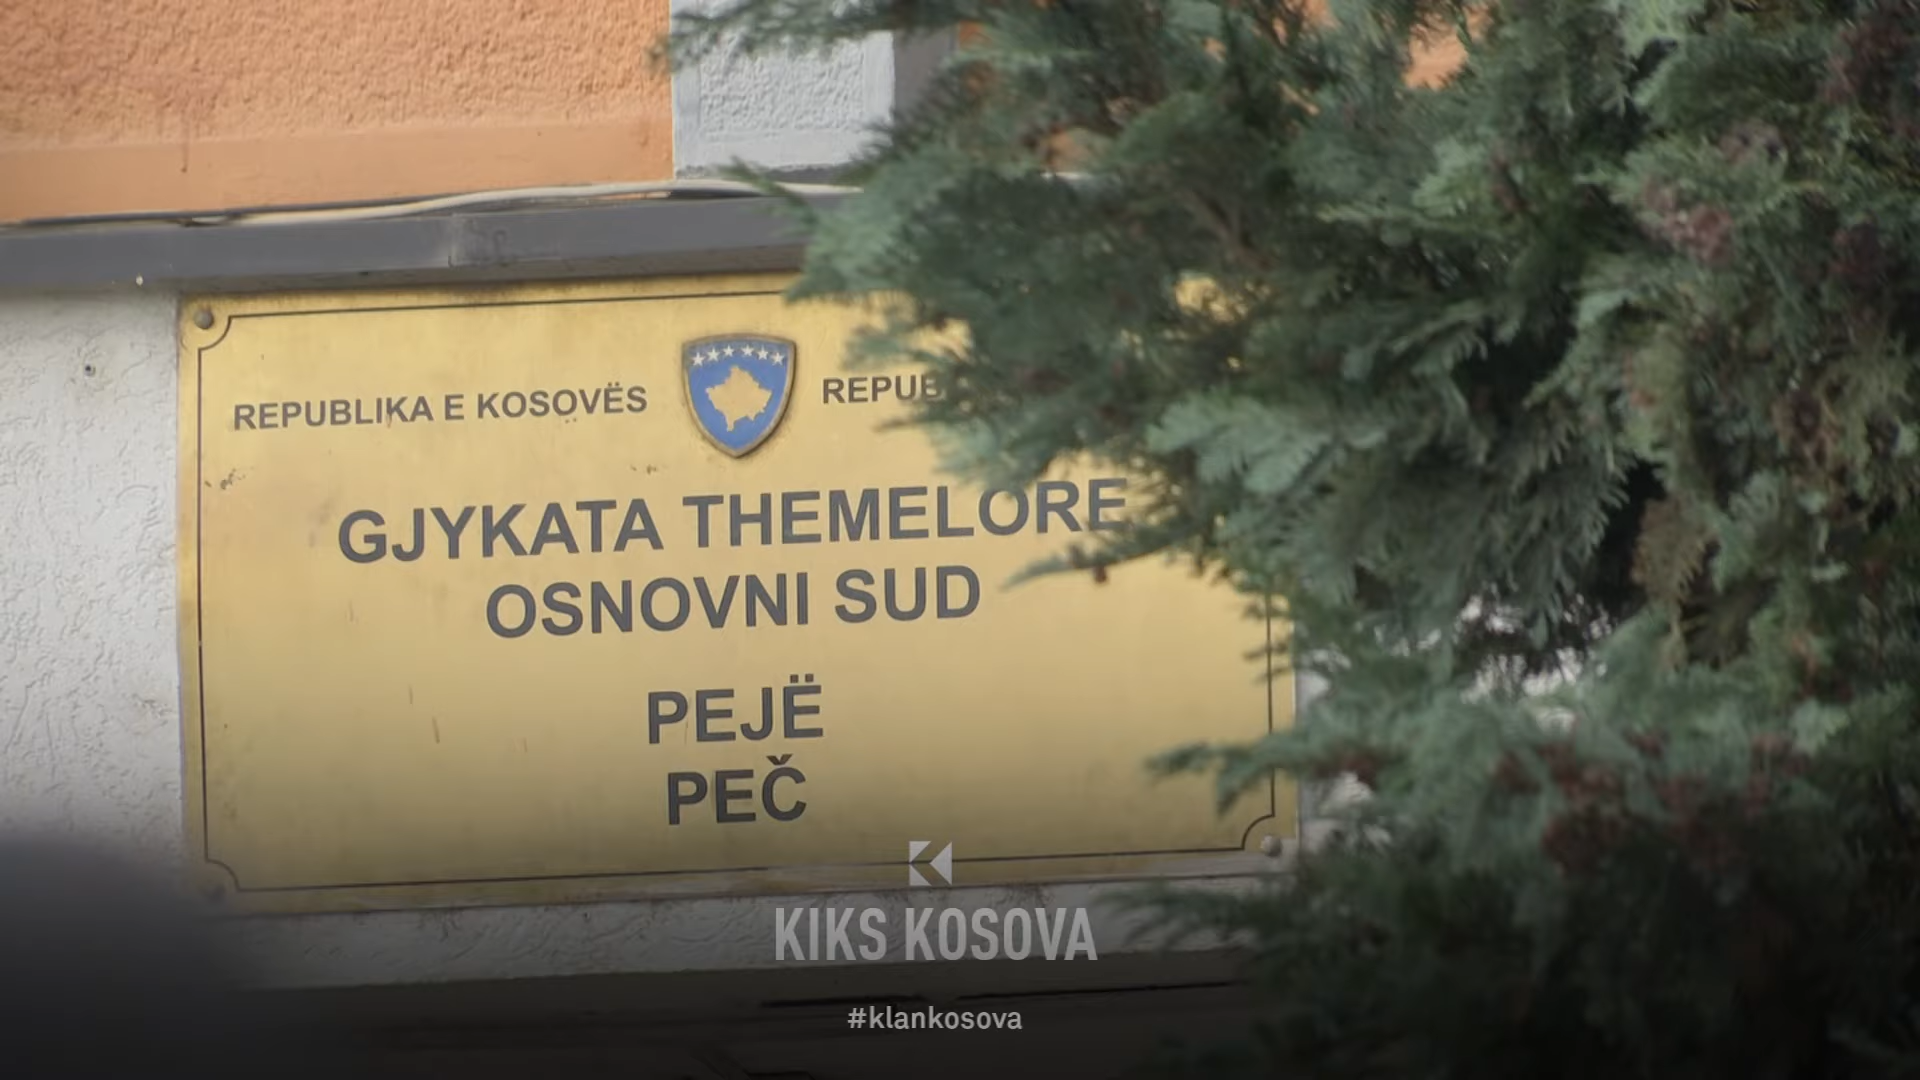 REPUBLIKA E KOSOVËS REPUB
GJYKATA THEMELORE
OSNOVNI SUD
PEJË
PEČ
KIKS KOSOVA
#klankosova